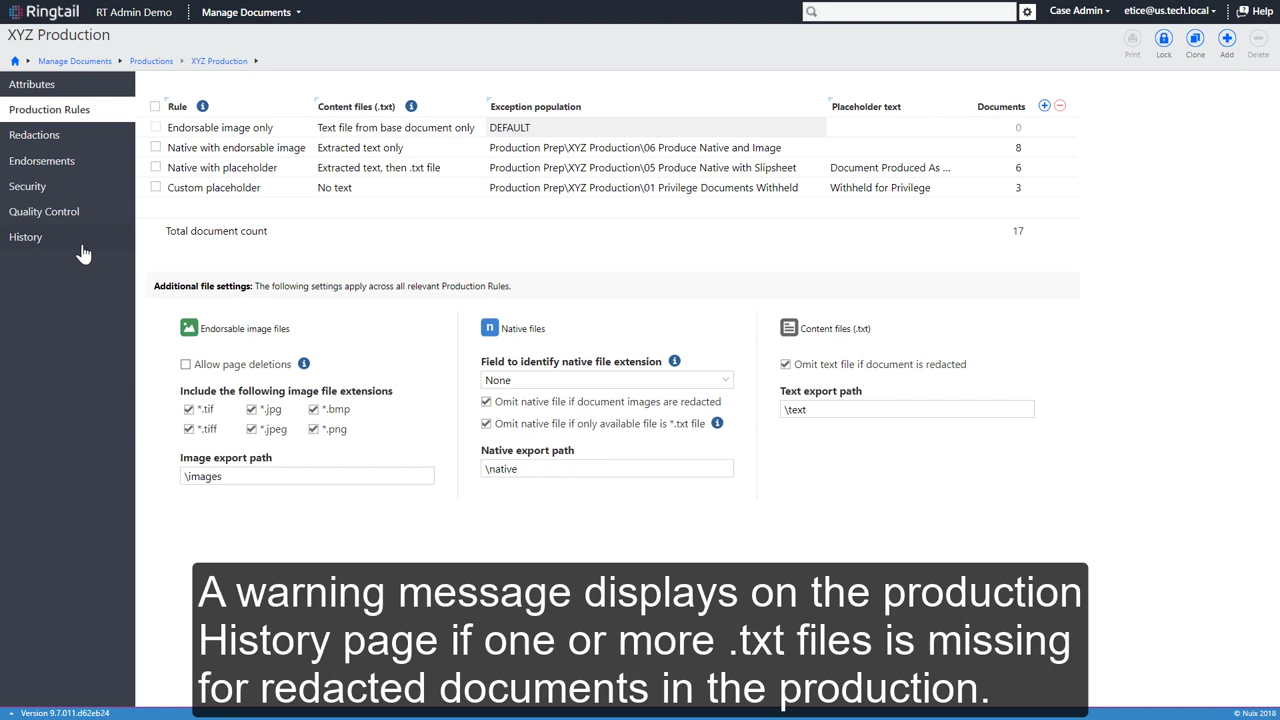 Ringtail RT Admin Demo Manage Documents Case Admin etice@us.tech.local Help
XYZ Production
Print Lock Clone Add Delete
Manage Documents Productions XYZ Production
Attributes
Production Rules
Redactions
Endorsements
Security
Quality Control
History
Rule Content files (.txt) Exception population Placeholder text Documents
Endorsable image only Text file from base document only DEFAULT 0
Native with endorsable image Extracted text only Production Prep\XYZ Production\06 Produce Native and Image 8
Native with placeholder Extracted text, then .txt file Production Prep\XYZ Production\05 Produce Native with Slipsheet Document Produced As ... 6
Custom placeholder No text Production Prep\XYZ Production\01 Privilege Documents Withheld Withheld for Privilege 3
Total document count 17
Additional file settings: The following settings apply across all relevant Production Rules.
Endorsable image files
Allow page deletions
Include the following image file extensions
*.tif *.jpg *.bmp
*.tiff *.jpeg *.png
Image export path
\images
n Native files
Field to identify native file extension
None
Omit native file if document images are redacted
Omit native file if only available file is *.txt file
Native export path
\native
Content files (.txt)
Omit text file if document is redacted
Text export path
\text
A warning message displays on the production
History page if one or more .txt files is missing
for redacted documents in the production.
Version 9.7.011.d62eb24 © Nuix 2018